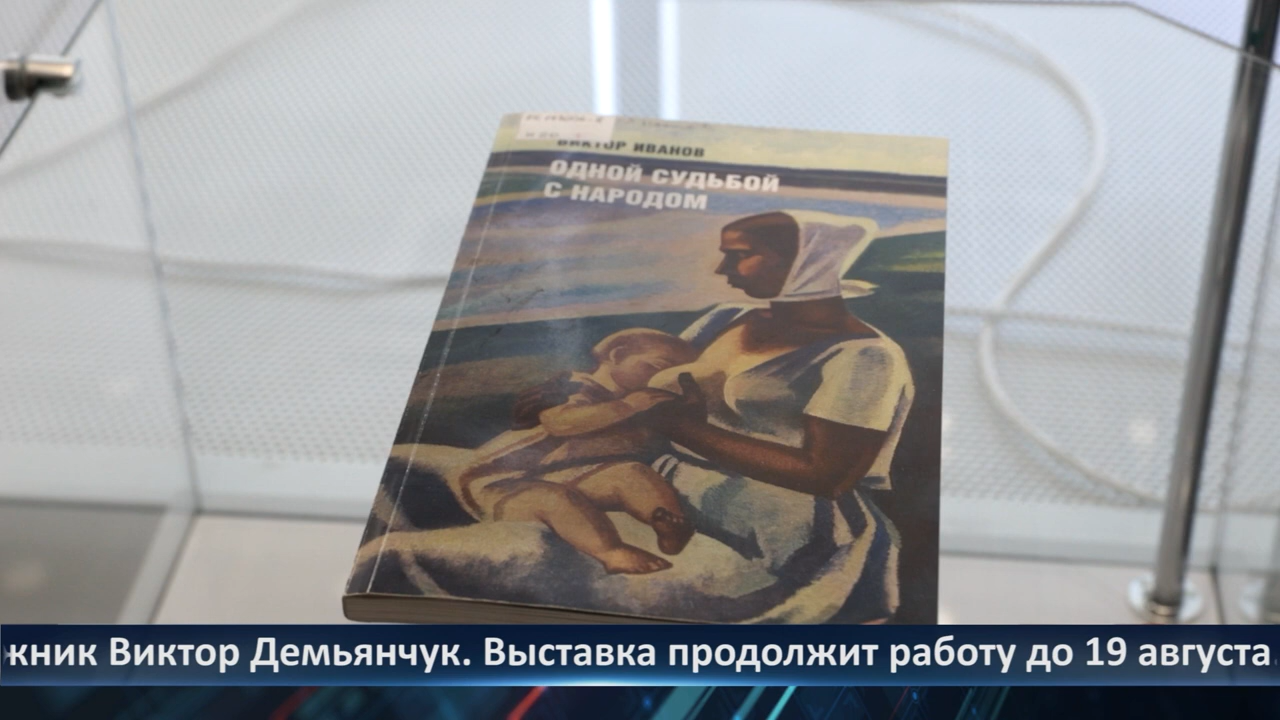 ВИКТОР ИВАНОВ
ОДНОЙ СУДЬБОЙ
С НАРОДОМ
жник Виктор Демьянчук. Выставка продолжит работу до 19 августа